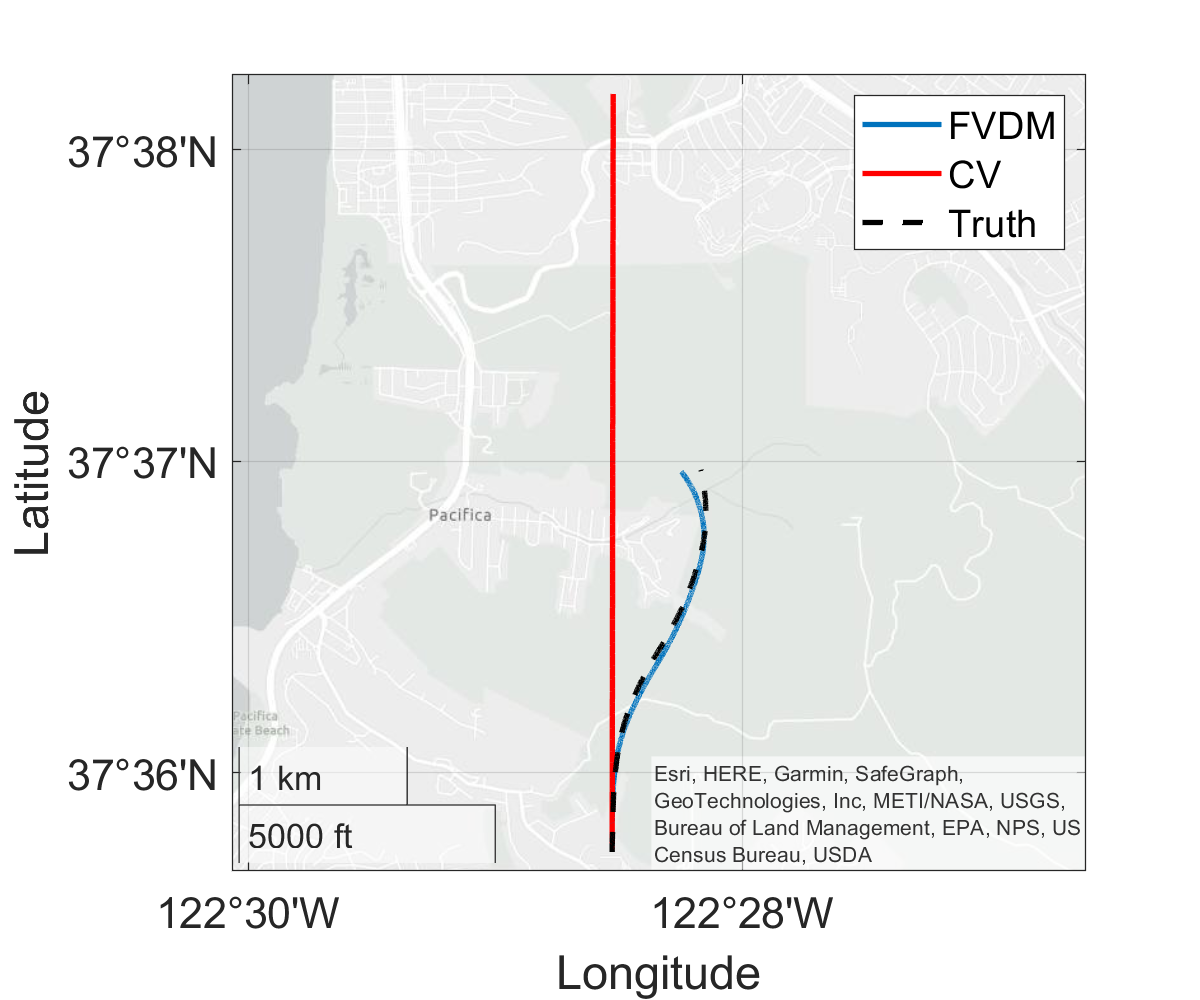 FVDM
CV
Truth
37°38'N
37°37'N
37°36'N
Latitude
Pacifica
Pacifica
te Beach
1 km
5000 ft
Esri, HERE, Garmin, SafeGraph,
GeoTechnologies, Inc, METI/NASA, USGS,
Bureau of Land Management, EPA, NPS, US
Census Bureau, USDA
122°30'W
122°28'W
Longitude